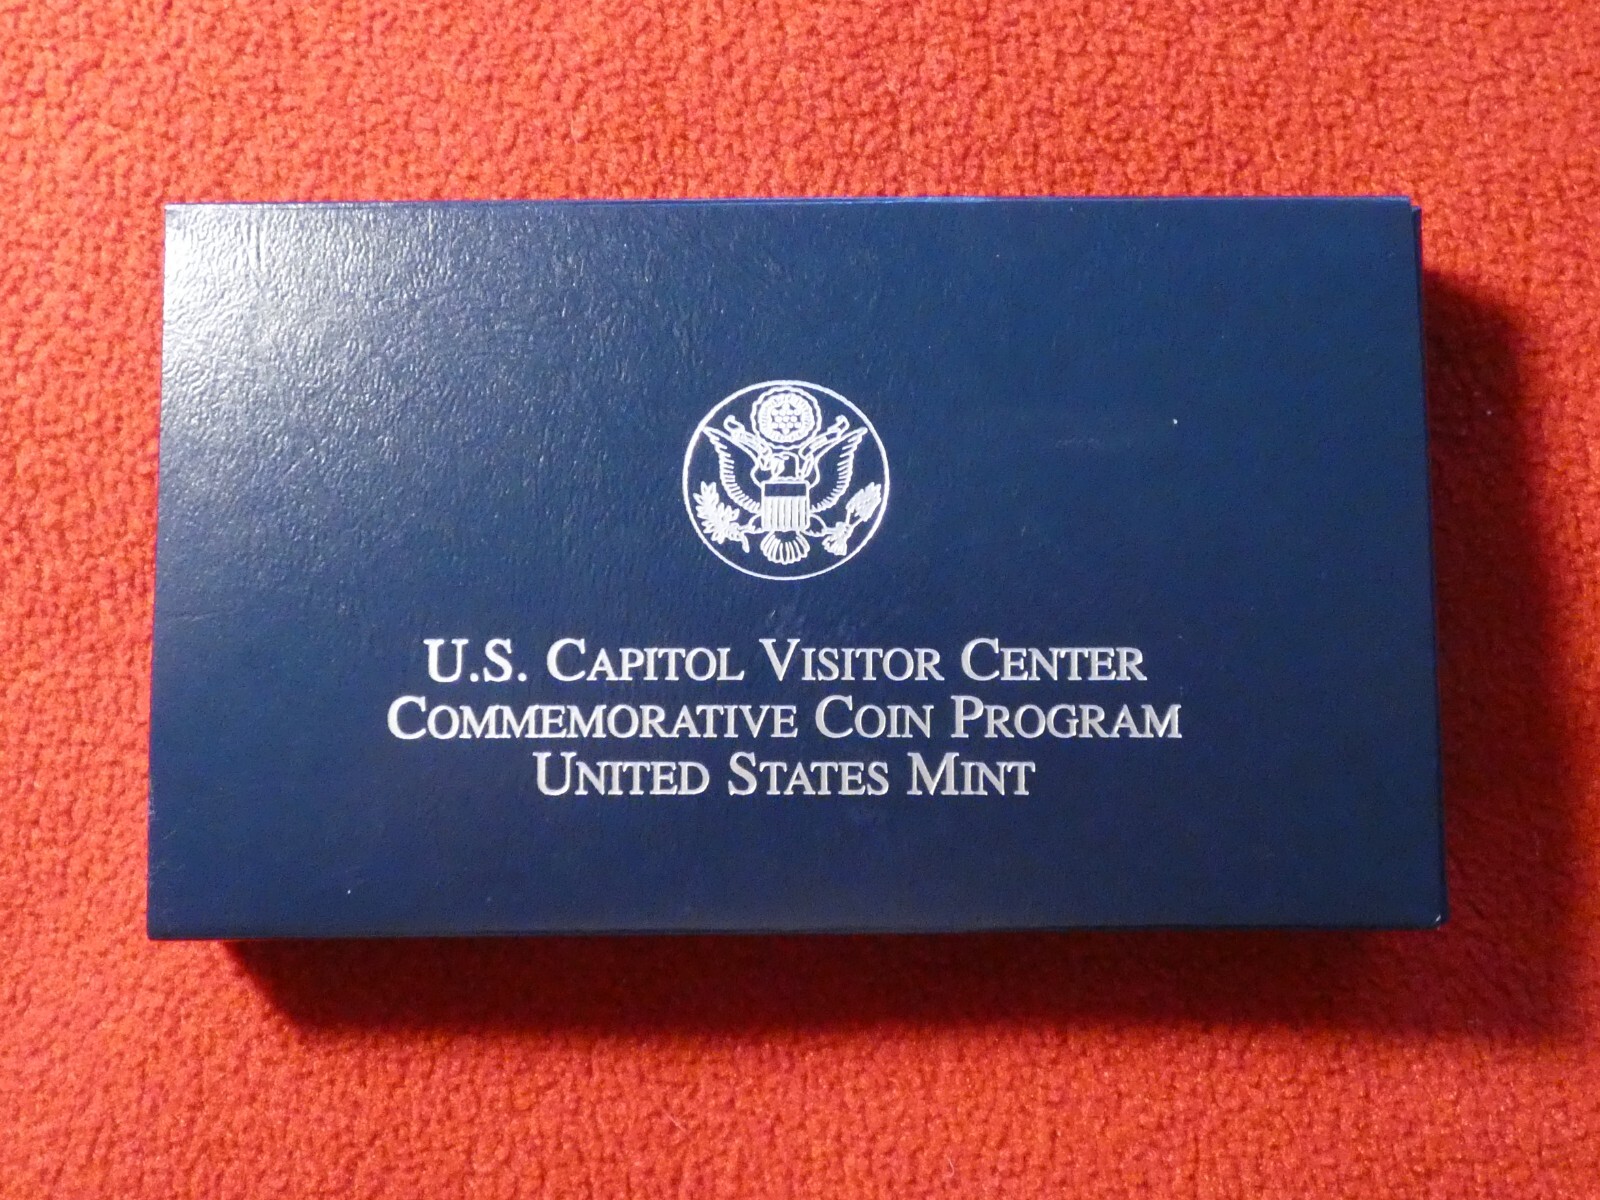 U.S. Capitol Visitor Center
Commemorative Coin Program
United States Mint